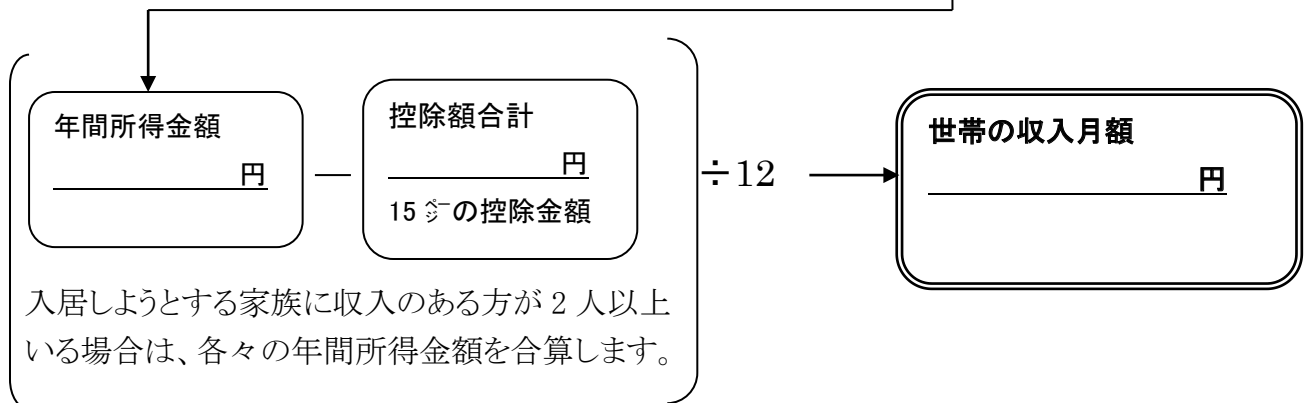 年間所得金額
円
―
控除額合計
円
15㌻の控除金額
÷12
世帯の収入月額
円
入居しようとする家族に収入のある方が 2 人以上
いる場合は、各々の年間所得金額を合算します。